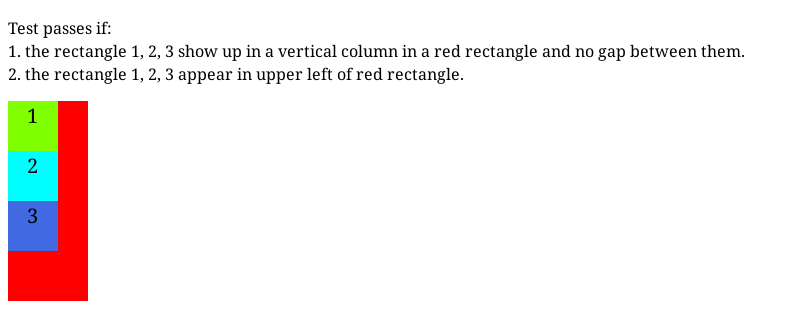 Test passes if:
1. the rectangle 1, 2, 3 show up in a vertical column in a red rectangle and no gap between them.
2. the rectangle 1, 2, 3 appear in upper left of red rectangle.
1
2
3